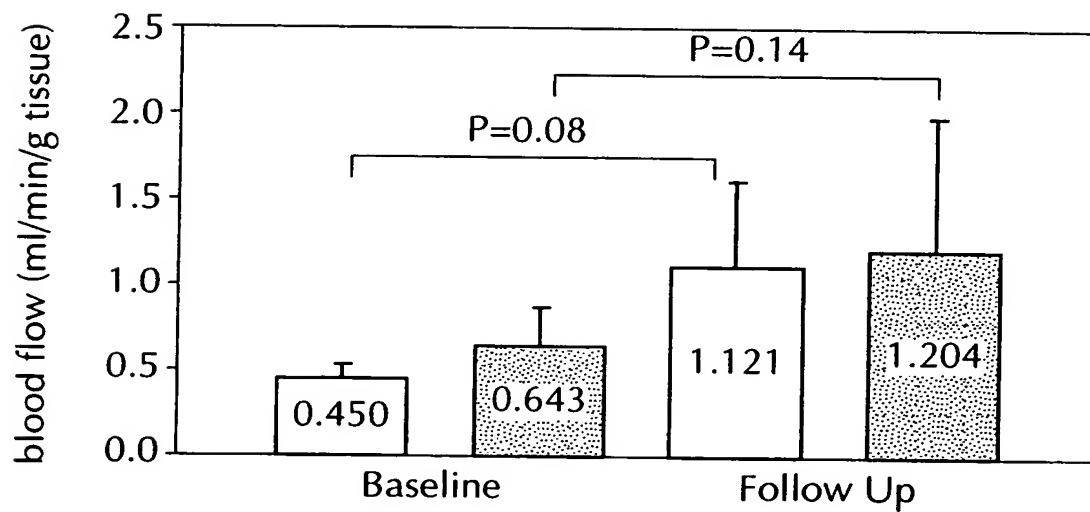 blood flow (ml/min/g tissue)
2.5
2.0
1.5
1.0
0.5
0.0
P=0.14
P=0.08
0.450
0.643
1.121
1.204
Baseline
Follow Up